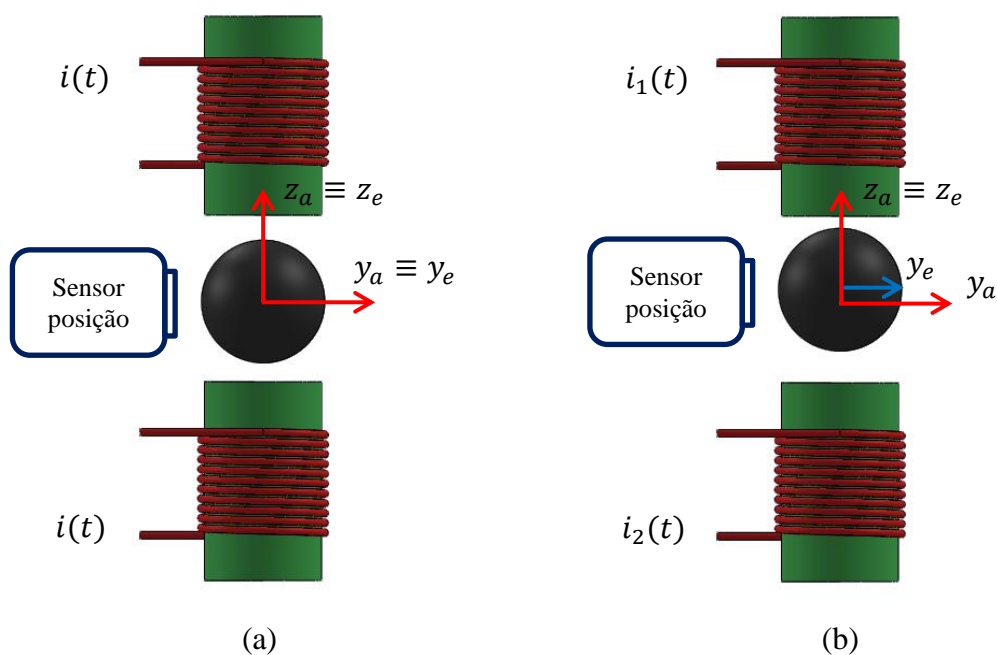 i(t)
z_a ≡ z_e
Sensor
posição
y_a ≡ y_e
i(t)
(a)
i_1(t)
z_a ≡ z_e
Sensor
posição
y_e
y_a
i_2(t)
(b)